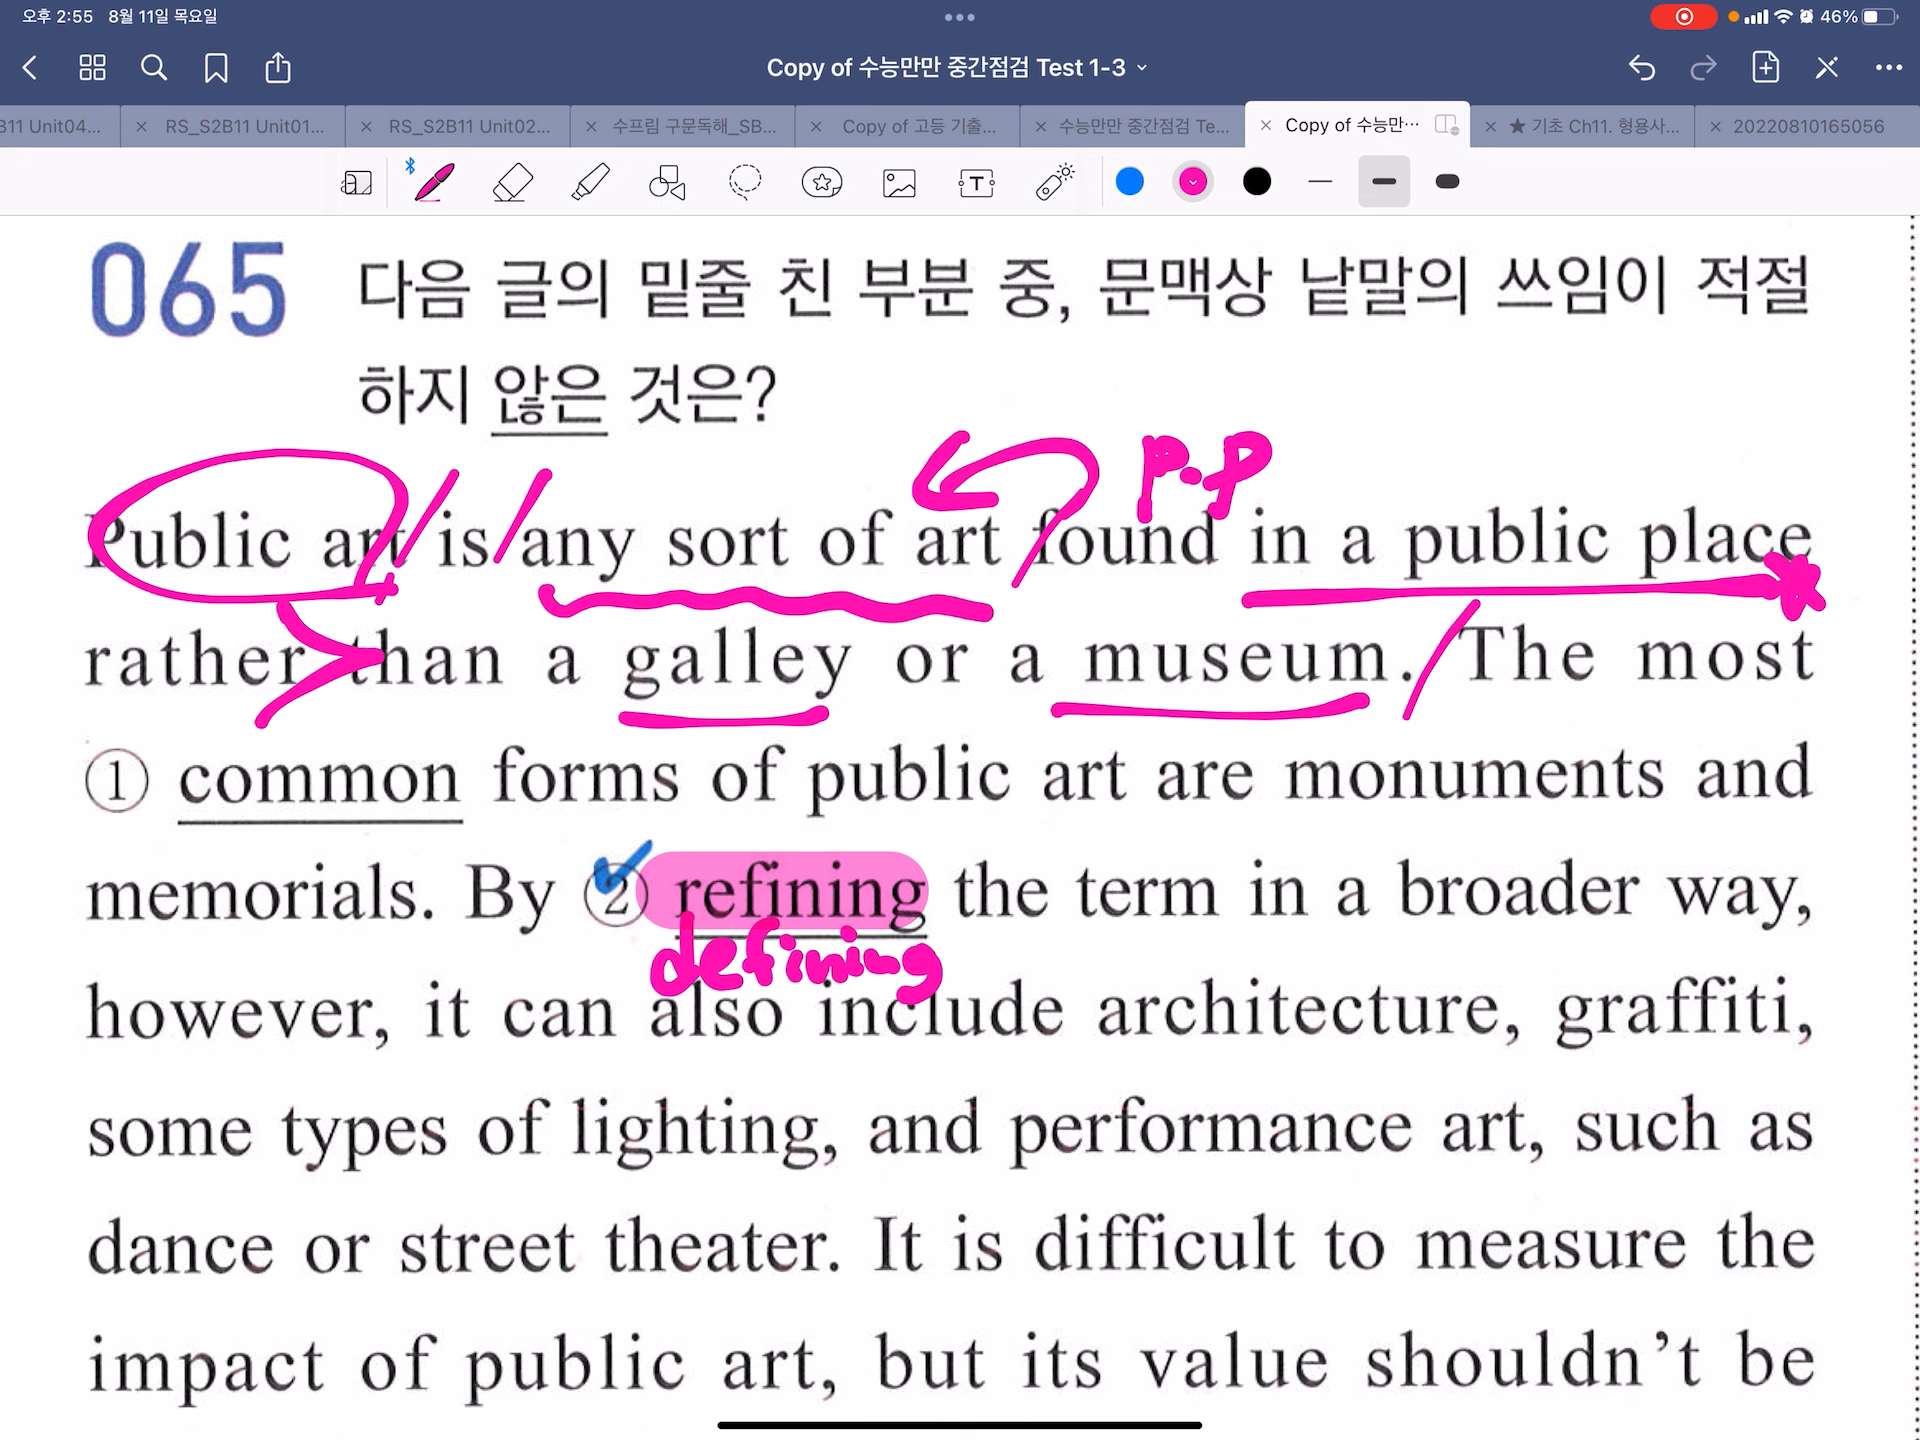 오후 2:55 8월 11일 목요일
46%
Copy of 수능만만 중간점검 Test 1-3
311 Unit04...
RS_S2B11 Unit01...
RS_S2B11 Unit02...
수프림 구문독해_SB...
Copy of 고등 기출...
수능만만 중간점검 Te...
Copy of 수능만···
★ 기초 Ch11. 형용사...
20220810165056
065 다음 글의 밑줄 친 부분 중, 문맥상 낱말의 쓰임이 적절
하지 않은 것은?
p.p
Public art is any sort of art found in a public place
rather than a galley or a museum. The most
① common forms of public art are monuments and
memorials. By ② refining the term in a broader way,
defining
however, it can also include architecture, graffiti,
some types of lighting, and performance art, such as
dance or street theater. It is difficult to measure the
impact of public art, but its value shouldn't be